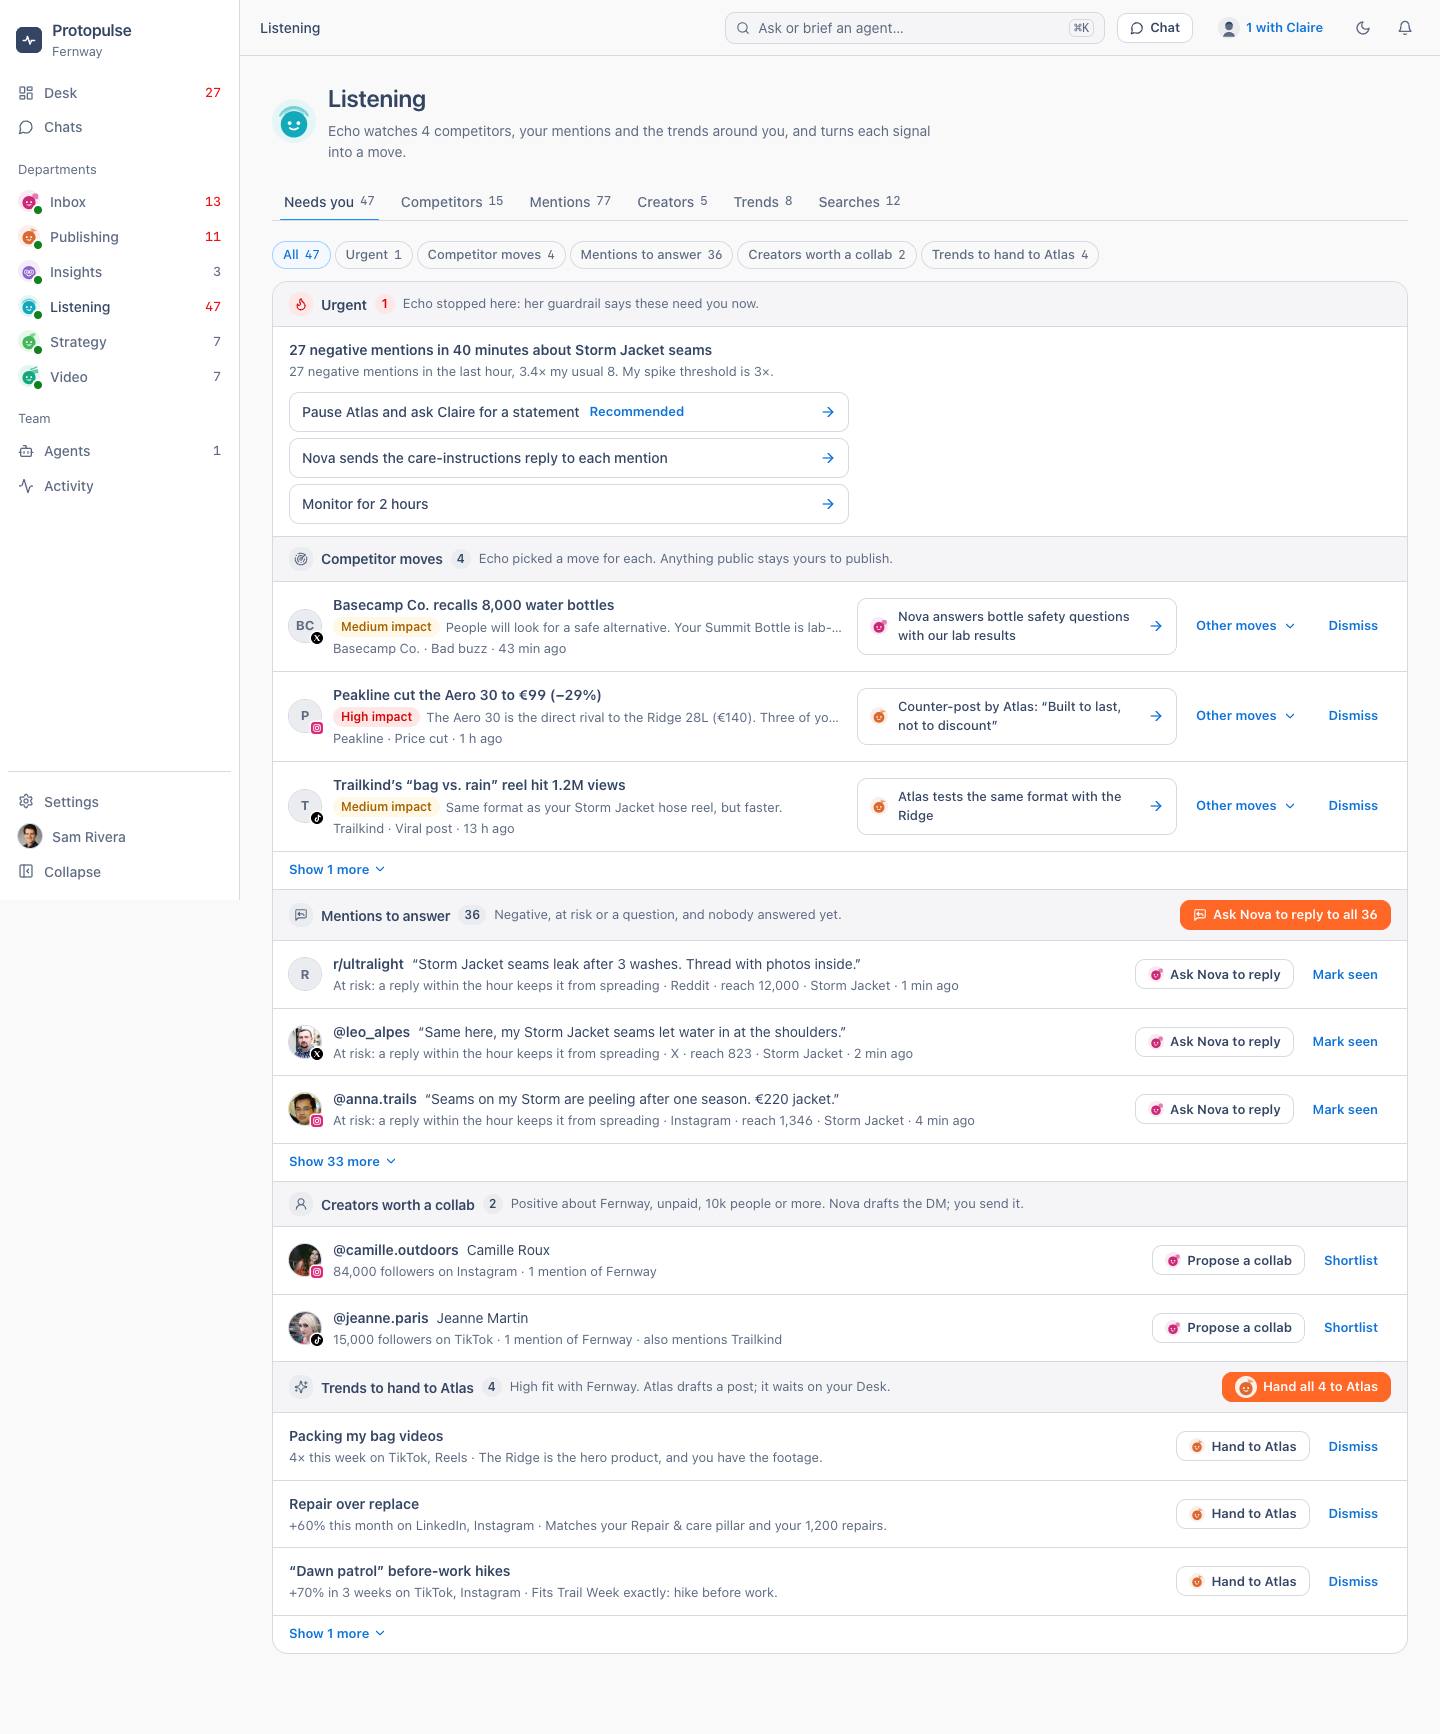 Protopulse
Fernway
Desk 27
Chats
Departments
Inbox 13
Publishing 11
Insights 3
Listening 47
Strategy 7
Video 7
Team
Agents 1
Activity
Settings
Sam Rivera
Collapse
Listening
Ask or brief an agent…
⌘K
Chat
1 with Claire
Listening
Echo watches 4 competitors, your mentions and the trends around you, and turns each signal
into a move.
Needs you 47 Competitors 15 Mentions 77 Creators 5 Trends 8 Searches 12
All 47 Urgent 1 Competitor moves 4 Mentions to answer 36 Creators worth a collab 2 Trends to hand to Atlas 4
Urgent 1 Echo stopped here: her guardrail says these need you now.
27 negative mentions in 40 minutes about Storm Jacket seams
27 negative mentions in the last hour, 3.4× my usual 8. My spike threshold is 3×.
Pause Atlas and ask Claire for a statement Recommended
Nova sends the care-instructions reply to each mention
Monitor for 2 hours
Competitor moves 4 Echo picked a move for each. Anything public stays yours to publish.
BC
Basecamp Co. recalls 8,000 water bottles
Medium impact People will look for a safe alternative. Your Summit Bottle is lab-…
Basecamp Co. · Bad buzz · 43 min ago
Nova answers bottle safety questions
with our lab results
Other moves Dismiss
P
Peakline cut the Aero 30 to €99 (−29%)
High impact The Aero 30 is the direct rival to the Ridge 28L (€140). Three of yo…
Peakline · Price cut · 1 h ago
Counter-post by Atlas: “Built to last,
not to discount”
Other moves Dismiss
T
Trailkind’s “bag vs. rain” reel hit 1.2M views
Medium impact Same format as your Storm Jacket hose reel, but faster.
Trailkind · Viral post · 13 h ago
Atlas tests the same format with the
Ridge
Other moves Dismiss
Show 1 more
Mentions to answer 36 Negative, at risk or a question, and nobody answered yet.
Ask Nova to reply to all 36
R
r/ultralight “Storm Jacket seams leak after 3 washes. Thread with photos inside.”
At risk: a reply within the hour keeps it from spreading · Reddit · reach 12,000 · Storm Jacket · 1 min ago
Ask Nova to reply Mark seen
@leo_alpes “Same here, my Storm Jacket seams let water in at the shoulders.”
At risk: a reply within the hour keeps it from spreading · X · reach 823 · Storm Jacket · 2 min ago
Ask Nova to reply Mark seen
@anna.trails “Seams on my Storm are peeling after one season. €220 jacket.”
At risk: a reply within the hour keeps it from spreading · Instagram · reach 1,346 · Storm Jacket · 4 min ago
Ask Nova to reply Mark seen
Show 33 more
Creators worth a collab 2 Positive about Fernway, unpaid, 10k people or more. Nova drafts the DM; you send it.
@camille.outdoors Camille Roux
84,000 followers on Instagram · 1 mention of Fernway
Propose a collab Shortlist
@jeanne.paris Jeanne Martin
15,000 followers on TikTok · 1 mention of Fernway · also mentions Trailkind
Propose a collab Shortlist
Trends to hand to Atlas 4 High fit with Fernway. Atlas drafts a post; it waits on your Desk.
Hand all 4 to Atlas
Packing my bag videos
4× this week on TikTok, Reels · The Ridge is the hero product, and you have the footage.
Hand to Atlas Dismiss
Repair over replace
+60% this month on LinkedIn, Instagram · Matches your Repair & care pillar and your 1,200 repairs.
Hand to Atlas Dismiss
“Dawn patrol” before-work hikes
+70% in 3 weeks on TikTok, Instagram · Fits Trail Week exactly: hike before work.
Hand to Atlas Dismiss
Show 1 more